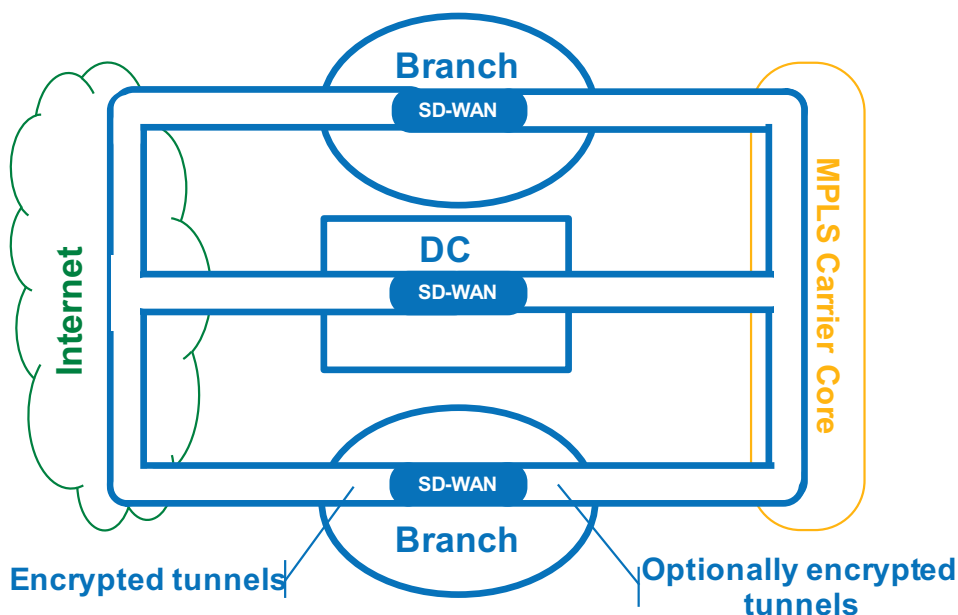 Branch
SD-WAN
DC
SD-WAN
Internet
MPLS Carrier Core
SD-WAN
Branch
Encrypted tunnels
Optionally encrypted
tunnels